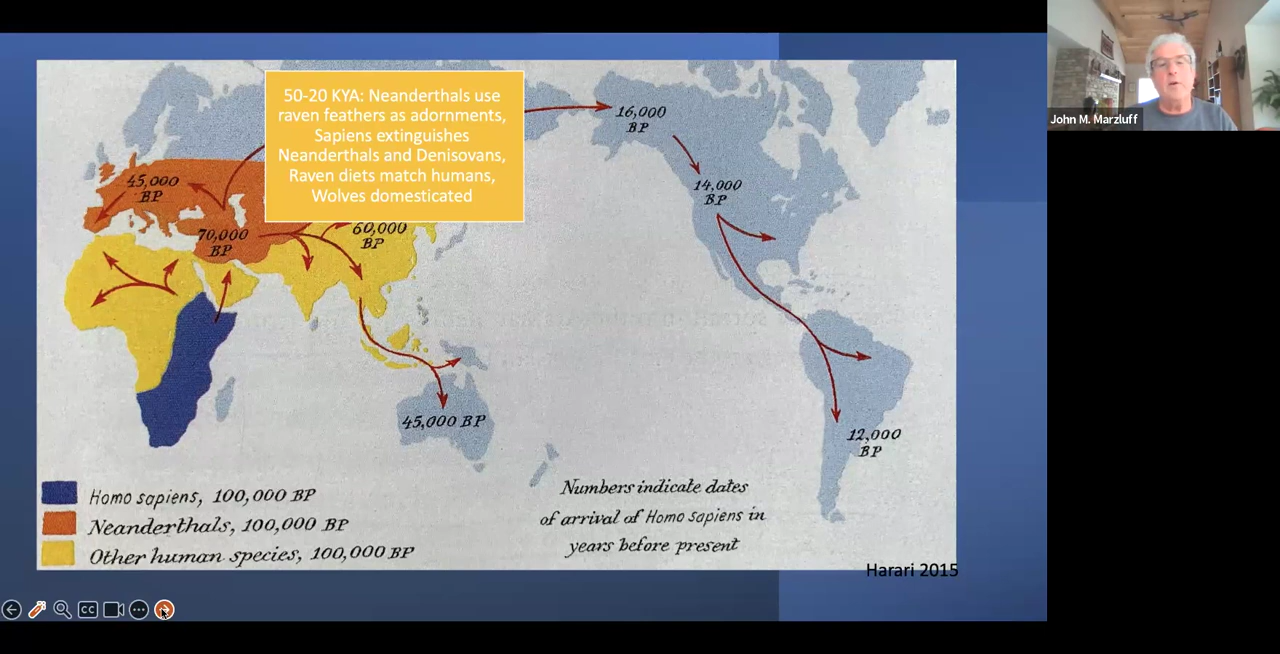 50-20 KYA: Neanderthals use
raven feathers as adornments,
Sapiens extinguishes
Neanderthals and Denisovans,
Raven diets match humans,
Wolves domesticated
16,000
BP
14,000
BP
45,000
BP
70,000
BP
60,000
BP
45,000 BP
12,000
BP
Homo sapiens, 100,000 BP
Neanderthals, 100,000 BP
Other human species, 100,000 BP
Numbers indicate dates
of arrival of Homo sapiens in
years before present
Harari 2015
John M. Marzluff
CC